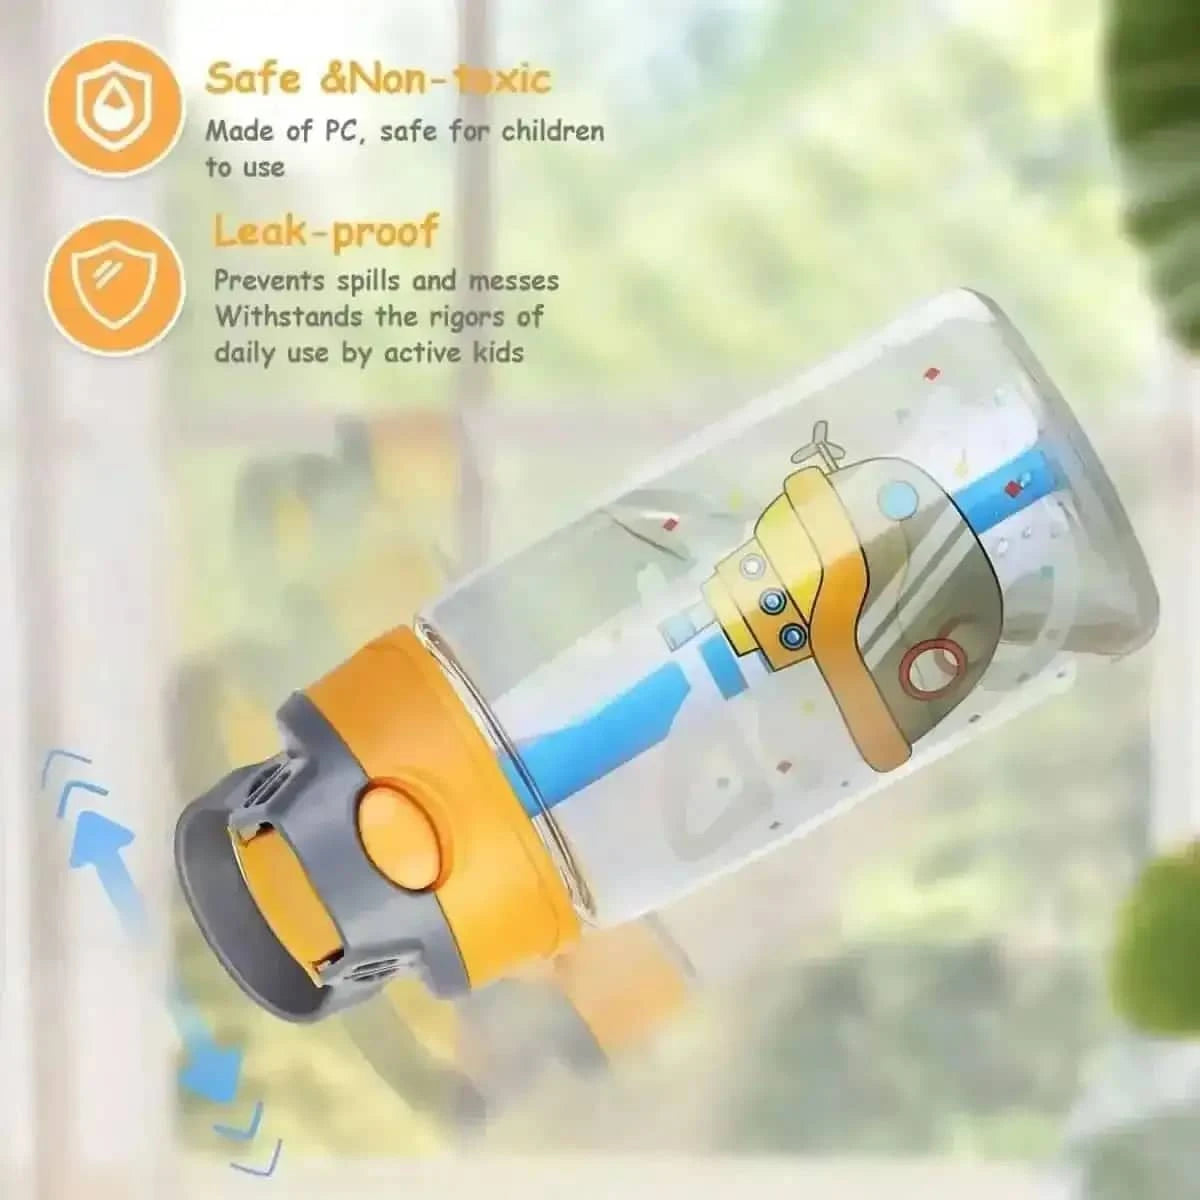 Safe &Non-toxic
Made of PC, safe for children
to use
Leak-proof
Prevents spills and messes
Withstands the rigors of
daily use by active kids